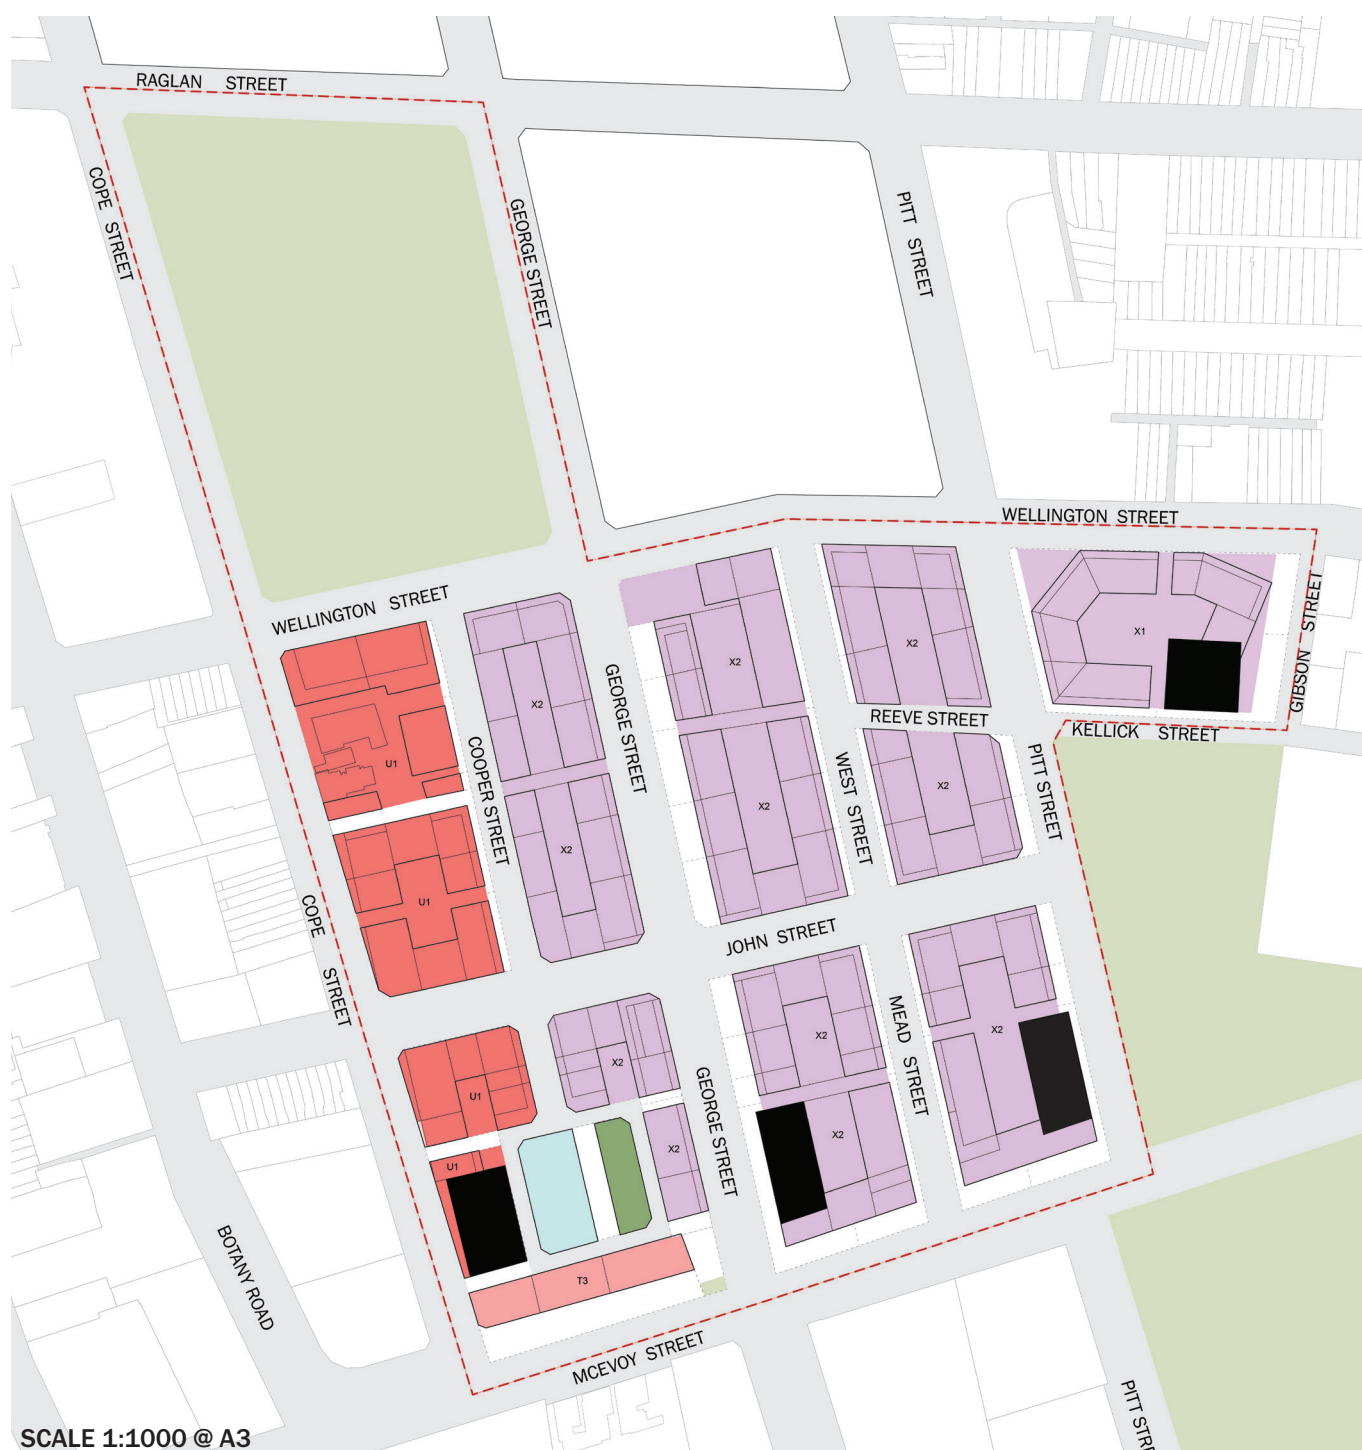 RAGLAN STREET
COPE STREET
GEORGE STREET
PITT STREET
WELLINGTON STREET
WELLINGTON STREET
GIBSON STREET
X1
X2
X2
X2
GEORGE STREET
REEVE STREET
KELLICK STREET
COOPER STREET
U1
WEST STREET
PITT STREET
X2
X2
X2
U1
COPE STREET
JOHN STREET
MEAD STREET
X2
X2
X2
U1
GEORGE STREET
X2
X2
U1
BOTANY ROAD
T3
MCEVOY STREET
PITT STRE
SCALE 1:1000 @ A3